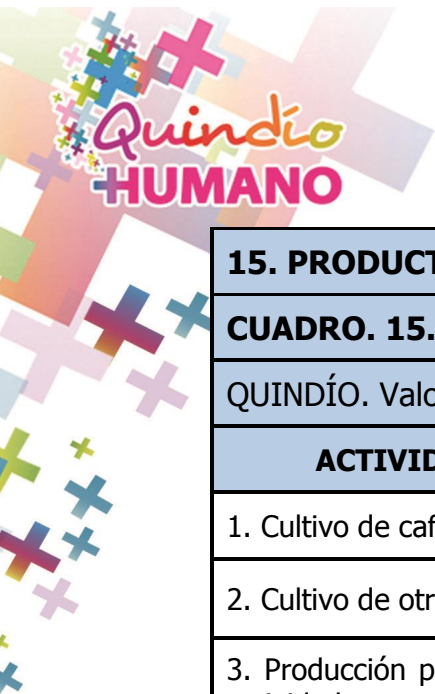 Quindío
HUMANO
15. PRODUCT
CUADRO. 15.
QUINDÍO. Valo
ACTIVID
1. Cultivo de caf
2. Cultivo de otr
3. Producción p